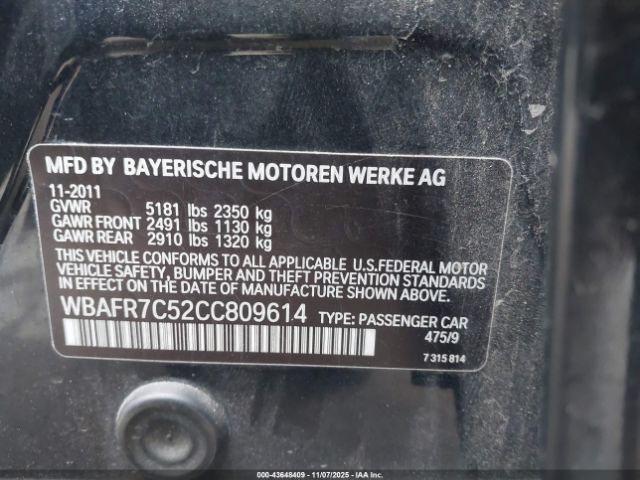 MFD BY BAYERISCHE MOTOREN WERKE AG
11-2011
GVWR 5181 lbs 2350 kg
GAWR FRONT 2491 lbs 1130 kg
GAWR REAR 2910 lbs 1320 kg
THIS VEHICLE CONFORMS TO ALL APPLICABLE U.S.FEDERAL MOTOR
VEHICLE SAFETY, BUMPER AND THEFT PREVENTION STANDARDS
IN EFFECT ON THE DATE OF MANUFACTURE SHOWN ABOVE.
WBAFR7C52CC809614 TYPE: PASSENGER CAR
475/9
7 315 814
000-43648409 - 11/07/2025 - IAAI.COM